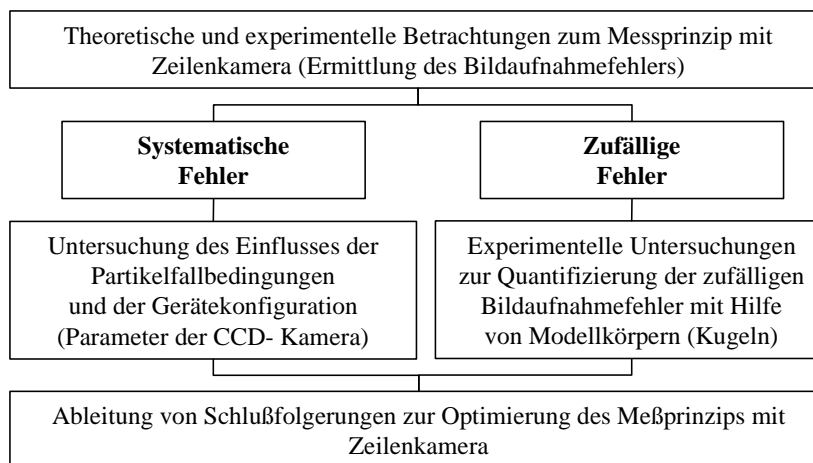 Theoretische und experimentelle Betrachtungen zum Messprinzip mit
Zeilenkamera (Ermittlung des Bildaufnahmefehlers)
Systematische
Fehler
Zufällige
Fehler
Untersuchung des Einflusses der
Partikelfallbedingungen
und der Gerätekonfiguration
(Parameter der CCD- Kamera)
Experimentelle Untersuchungen
zur Quantifizierung der zufälligen
Bildaufnahmefehler mit Hilfe
von Modellkörpern (Kugeln)
Ableitung von Schlußfolgerungen zur Optimierung des Meßprinzips mit
Zeilenkamera